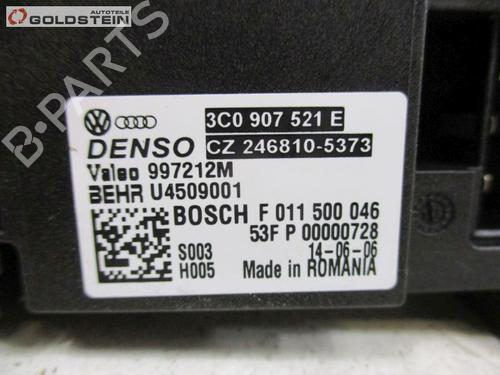 AUTOTEILE
GOLDSTEIN
B-PARTS
3C0 907 521 E
DENSO CZ 246810-5373
Valeo 997212M
BEHR U4509001
BOSCH F 011 500 046
53F P 00000728
S003 14-06-06
H005 Made in ROMANIA